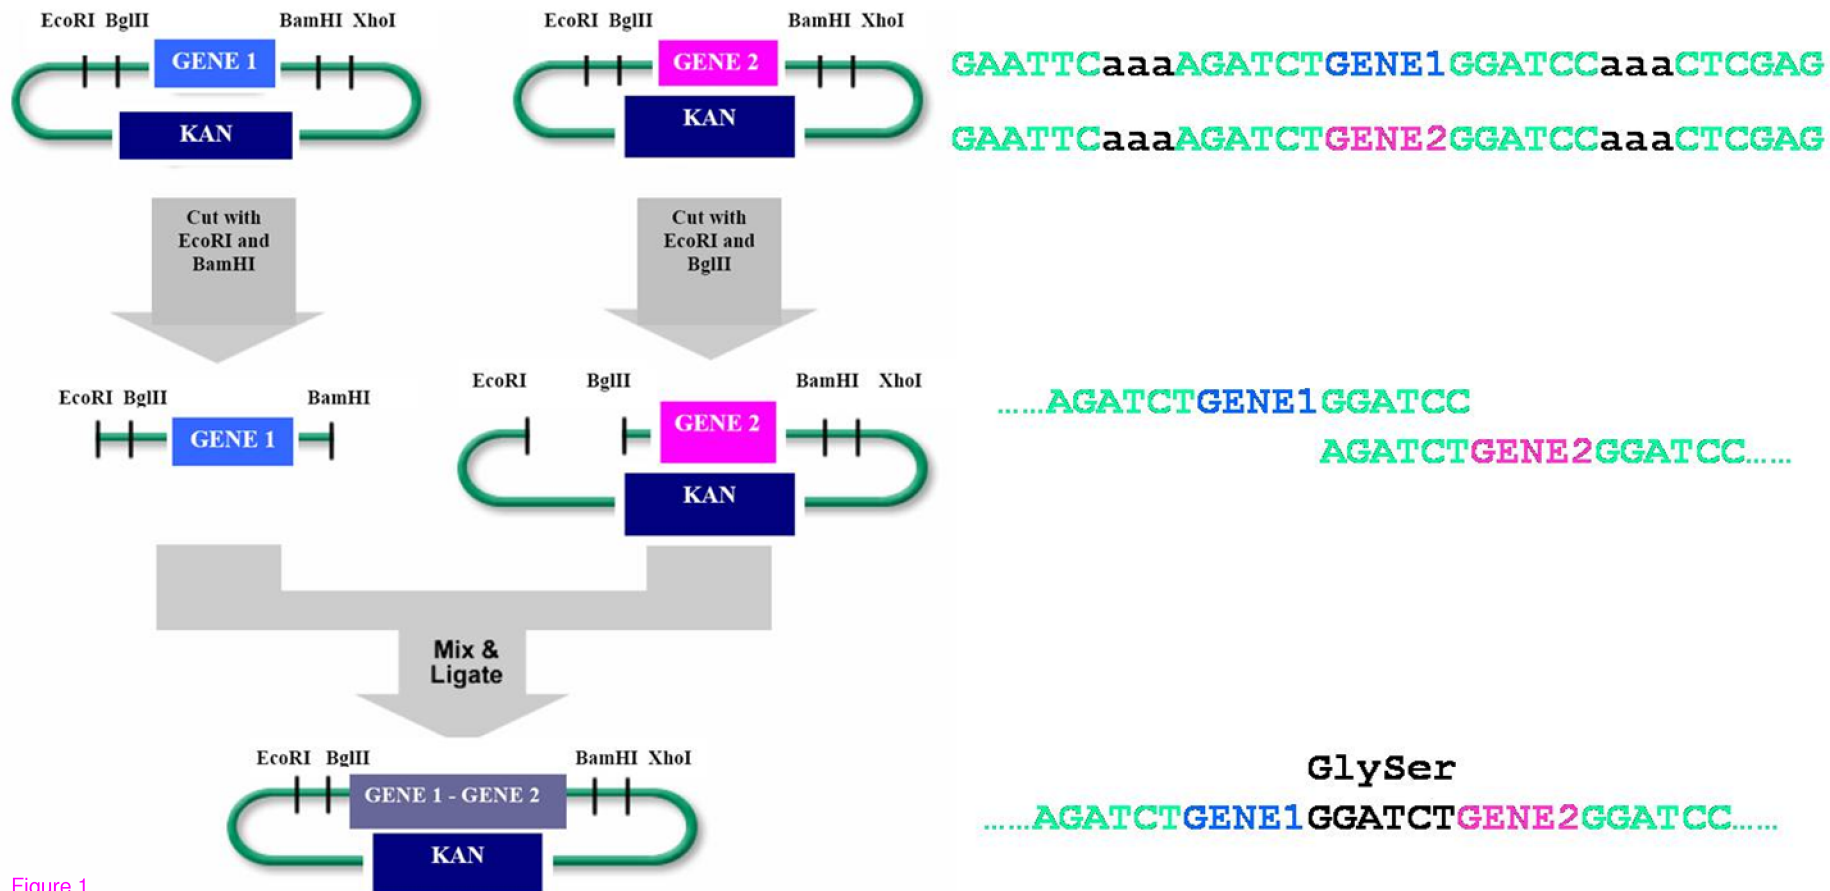 EcoRI BglII BamHI XhoI EcoRI BglII BamHI XhoI
GENE 1 GENE 2 GAATTCaaaAGATCTGENE1GGATCCaaaCTCGAG
KAN KAN GAATTCaaaAGATCTGENE2GGATCCaaaCTCGAG
Cut with
EcoRI and
BamHI
Cut with
EcoRI and
BglII
EcoRI BglII BamHI EcoRI BglII BamHI XhoI
GENE 1 GENE 2 ......AGATCTGENE1GGATCC
AGATCTGENE2GGATCC......
KAN
Mix &
Ligate
EcoRI BglII BamHI XhoI
GlySer
GENE 1 - GENE 2 ......AGATCTGENE1GGATCTGENE2GGATCC......
KAN
Figure 1